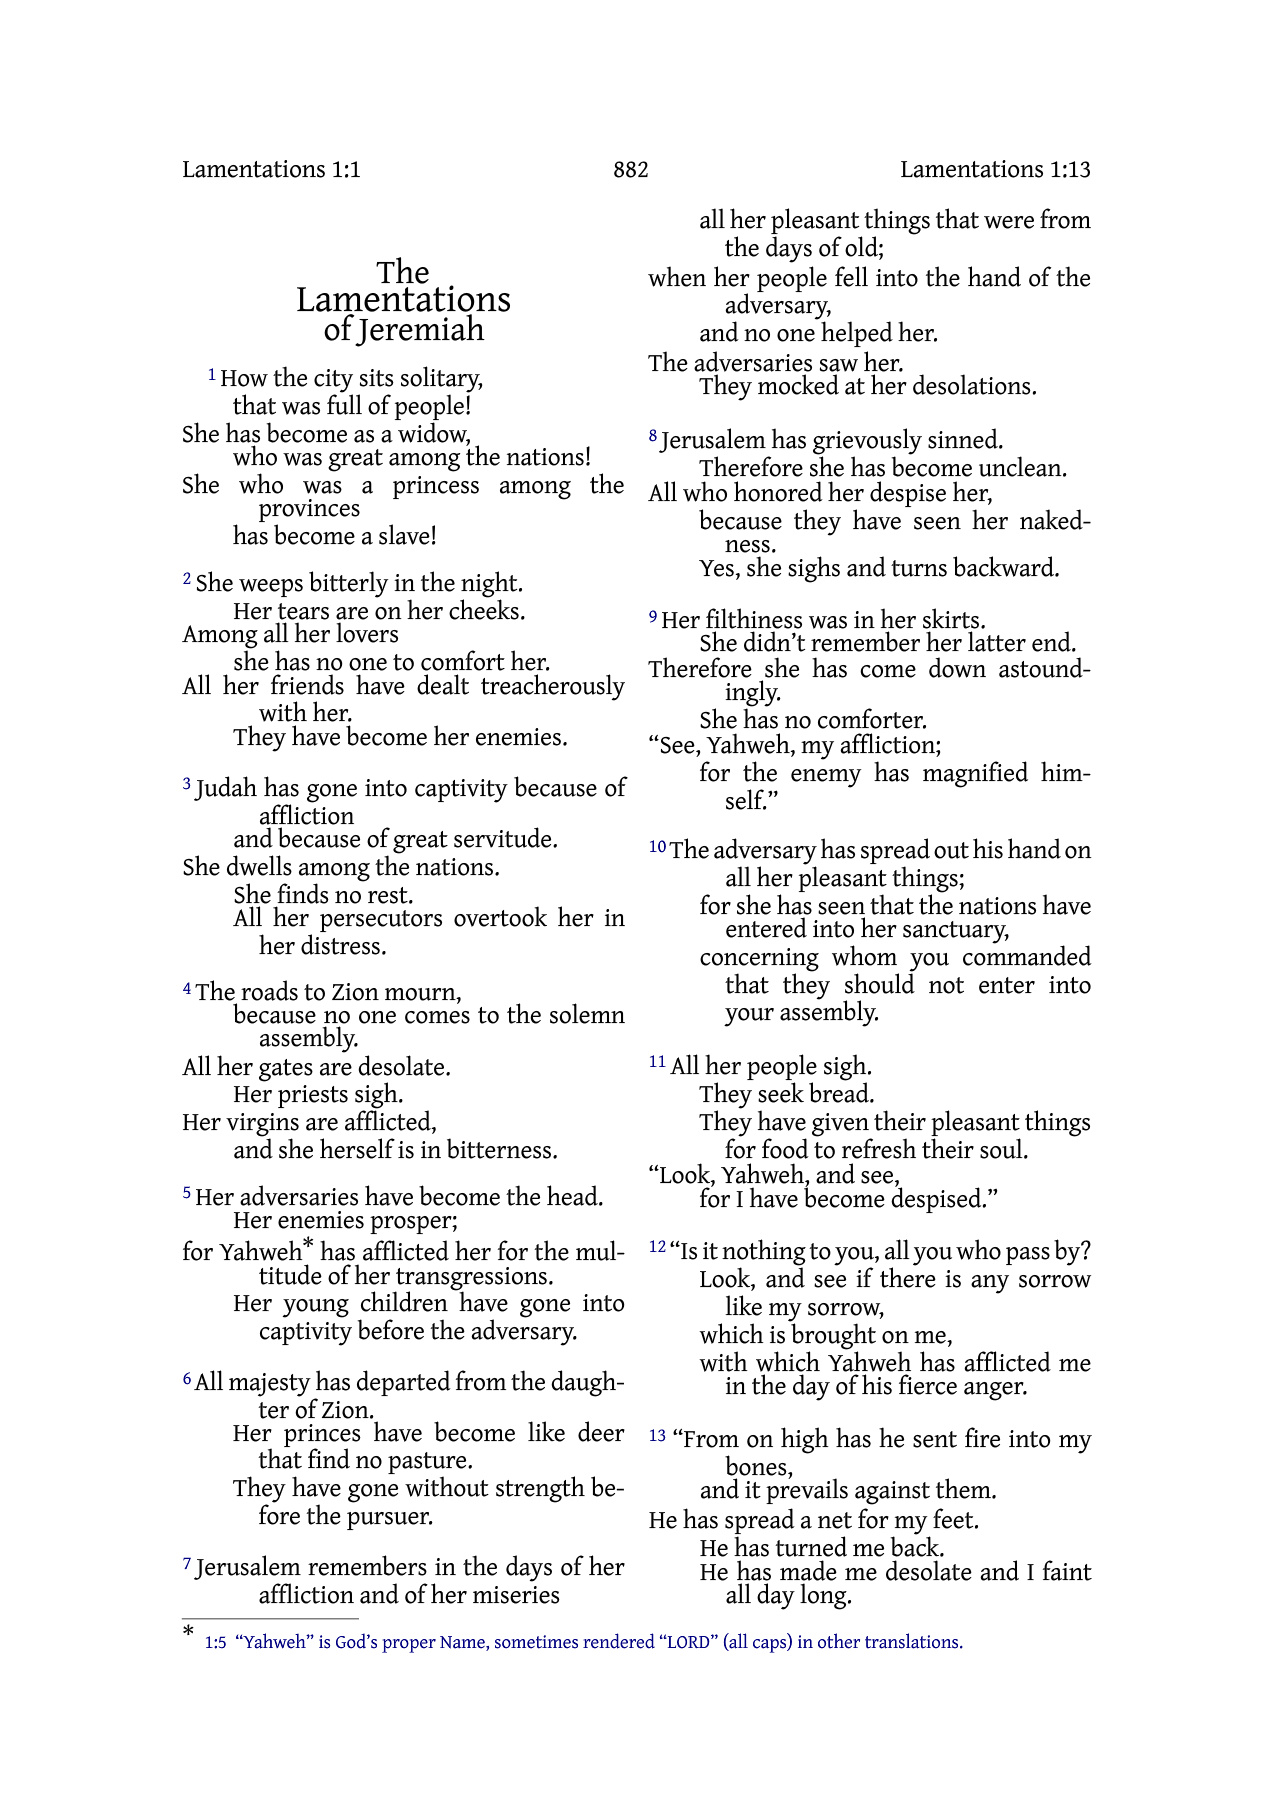 Lamentations 1:1
882
Lamentations 1:13
The
Lamentations
of Jeremiah
1 How the city sits solitary,
that was full of people!
She has become as a widow,
who was great among the nations!
She who was a princess among the
provinces
has become a slave!
2 She weeps bitterly in the night.
Her tears are on her cheeks.
Among all her lovers
she has no one to comfort her.
All her friends have dealt treacherously
with her.
They have become her enemies.
3 Judah has gone into captivity because of
affliction
and because of great servitude.
She dwells among the nations.
She finds no rest.
All her persecutors overtook her in
her distress.
4 The roads to Zion mourn,
because no one comes to the solemn
assembly.
All her gates are desolate.
Her priests sigh.
Her virgins are afflicted,
and she herself is in bitterness.
5 Her adversaries have become the head.
Her enemies prosper;
for Yahweh* has afflicted her for the mul-
titude of her transgressions.
Her young children have gone into
captivity before the adversary.
6 All majesty has departed from the daugh-
ter of Zion.
Her princes have become like deer
that find no pasture.
They have gone without strength be-
fore the pursuer.
7 Jerusalem remembers in the days of her
affliction and of her miseries
all her pleasant things that were from
the days of old;
when her people fell into the hand of the
adversary,
and no one helped her.
The adversaries saw her.
They mocked at her desolations.
8 Jerusalem has grievously sinned.
Therefore she has become unclean.
All who honored her despise her,
because they have seen her naked-
ness.
Yes, she sighs and turns backward.
9 Her filthiness was in her skirts.
She didn’t remember her latter end.
Therefore she has come down astound-
ingly.
She has no comforter.
“See, Yahweh, my affliction;
for the enemy has magnified him-
self.”
10 The adversary has spread out his hand on
all her pleasant things;
for she has seen that the nations have
entered into her sanctuary,
concerning whom you commanded
that they should not enter into
your assembly.
11 All her people sigh.
They seek bread.
They have given their pleasant things
for food to refresh their soul.
“Look, Yahweh, and see,
for I have become despised.”
12 “Is it nothing to you, all you who pass by?
Look, and see if there is any sorrow
like my sorrow,
which is brought on me,
with which Yahweh has afflicted me
in the day of his fierce anger.
13 “From on high has he sent fire into my
bones,
and it prevails against them.
He has spread a net for my feet.
He has turned me back.
He has made me desolate and I faint
all day long.
* 1:5 “Yahweh” is God’s proper Name, sometimes rendered “LORD” (all caps) in other translations.